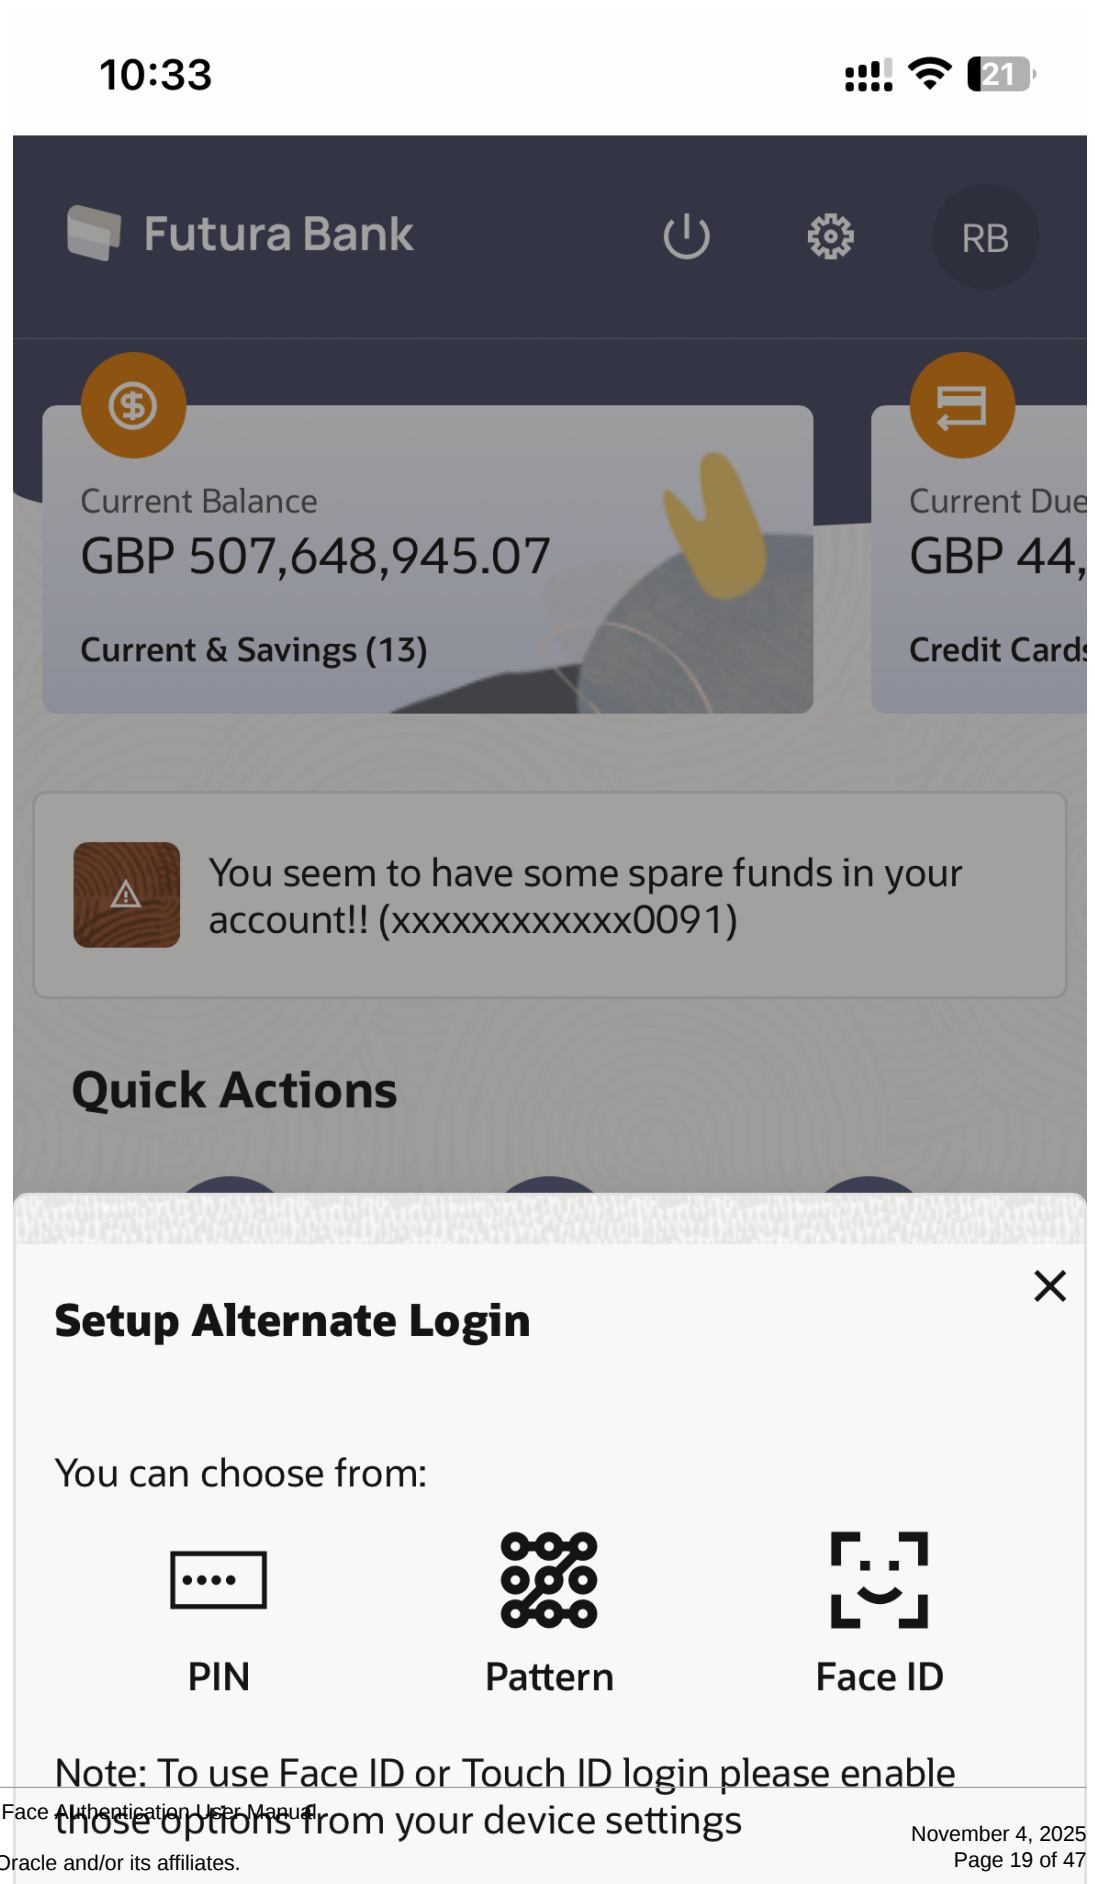 10:33
21
Futura Bank
RB
Current Balance
GBP 507,648,945.07
Current & Savings (13)
Current Due
GBP 44,
Credit Cards
You seem to have some spare funds in your
account!! (xxxxxxxxxxxx0091)
Quick Actions
Setup Alternate Login
You can choose from:
PIN
Pattern
Face ID
Note: To use Face ID or Touch ID login please enable
those options from your device settings
Face Authentication User Manual
November 4, 2025
Oracle and/or its affiliates.
Page 19 of 47